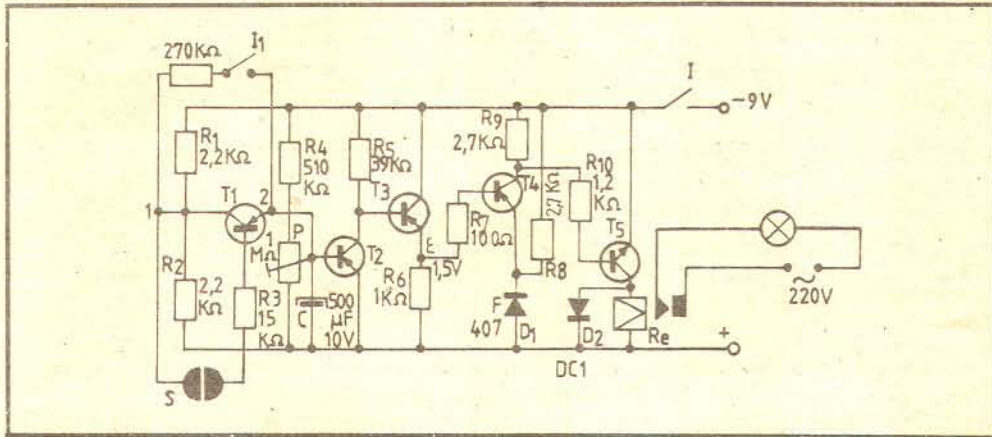 270KΩ
I1
I
-9V
R1
2,2KΩ
R4
510
KΩ
R5
39KΩ
R9
2,7KΩ
R10
1,2
KΩ
T1
T3
T4
1
2
P
1
MΩ
T2
R7
100Ω
2,7 KΩ
T5
E
1,5V
R2
2,2
KΩ
R3
15
KΩ
C
500
μF
10V
R6
1KΩ
R8
F
407
D1
D2
Re
~
220V
+
S
DC1